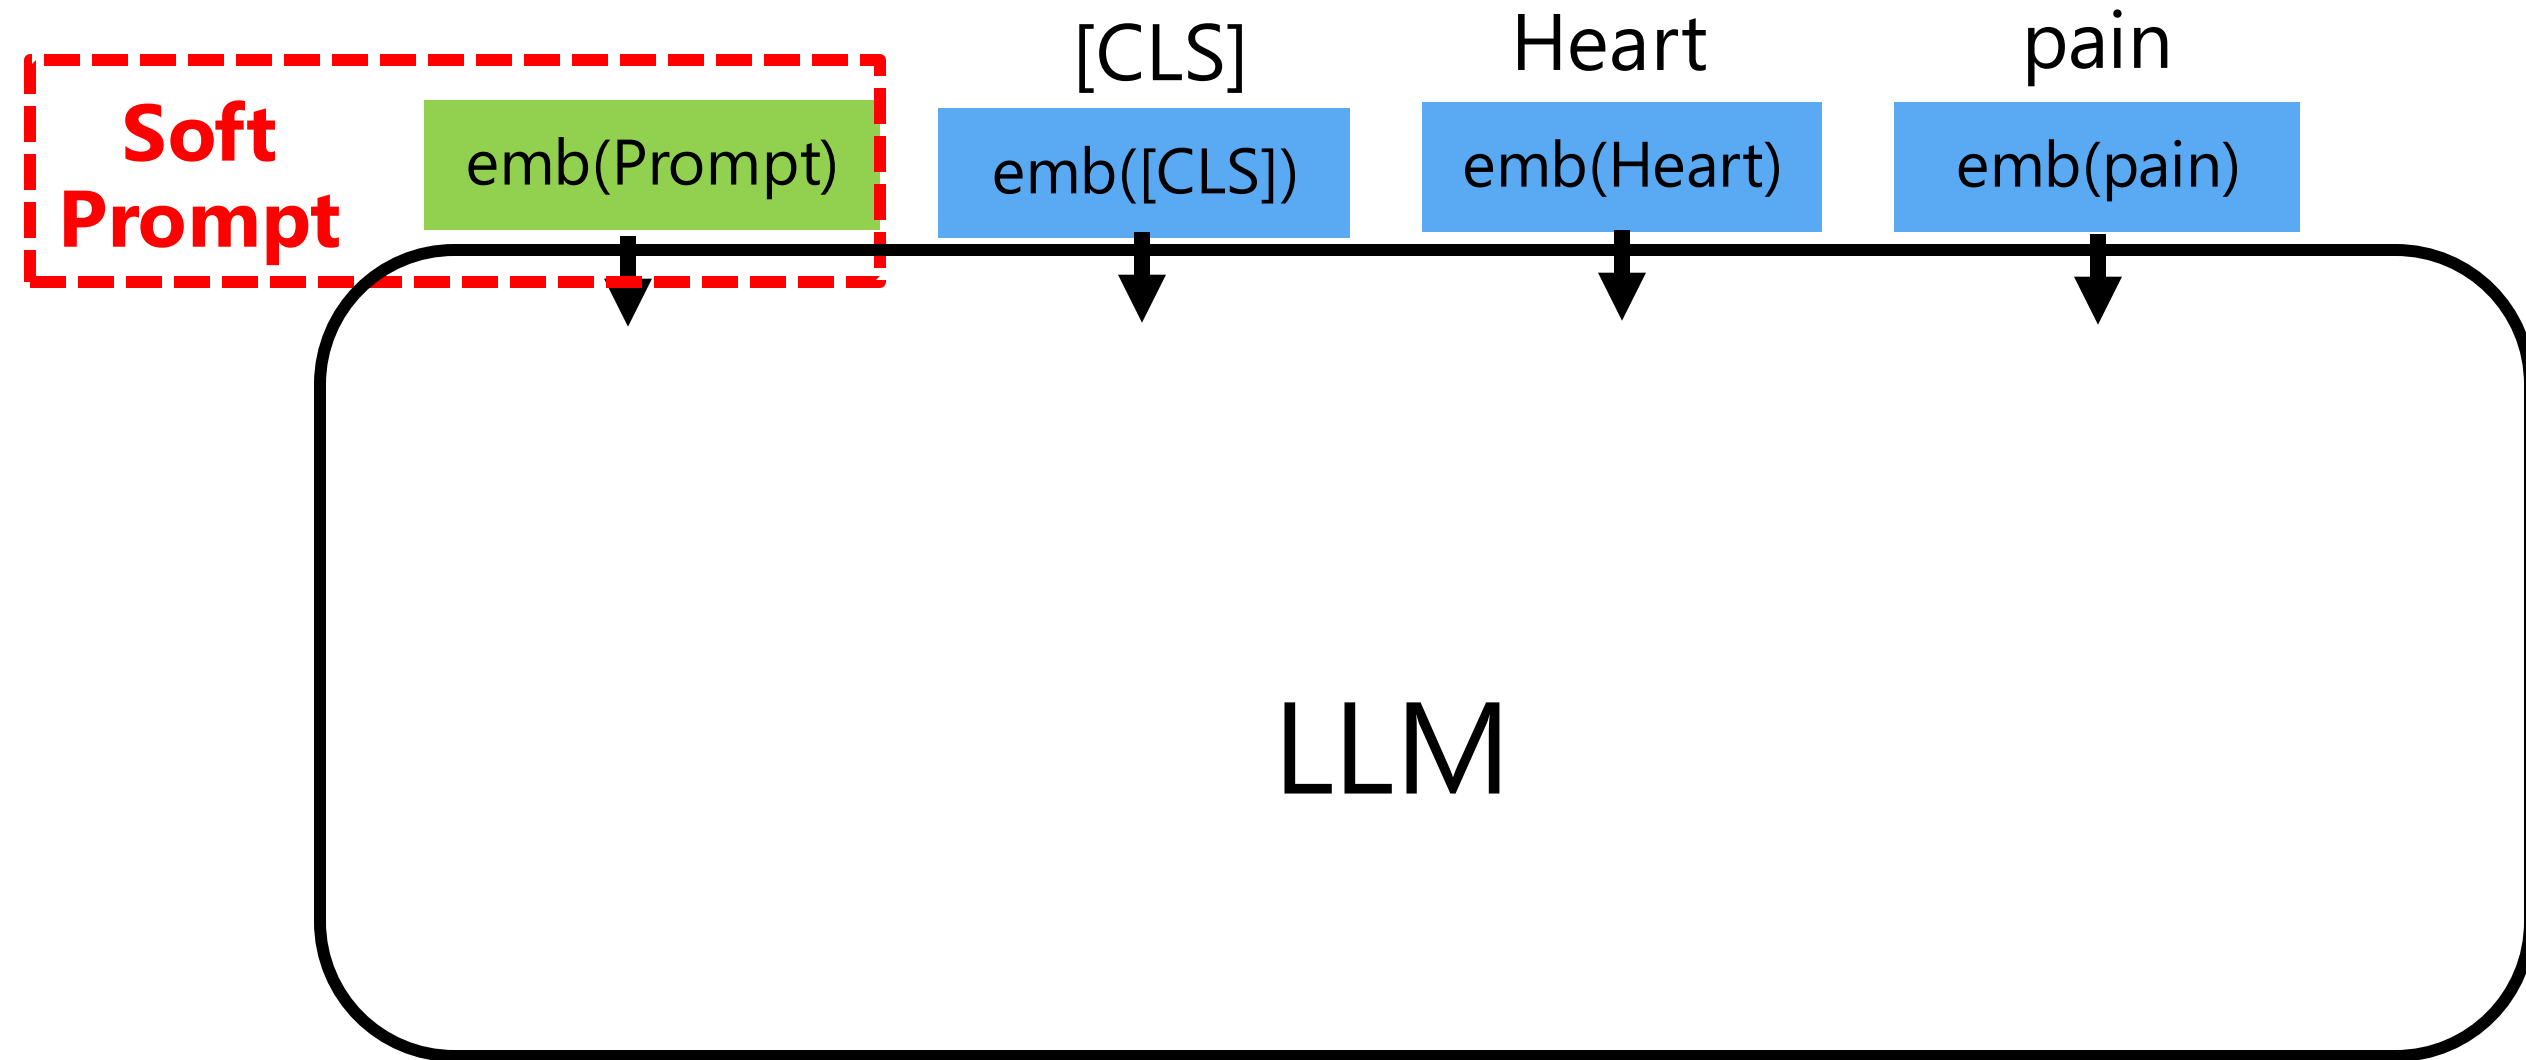 [CLS]
Heart
pain
Soft
Prompt
emb(Prompt)
emb([CLS])
emb(Heart)
emb(pain)
LLM